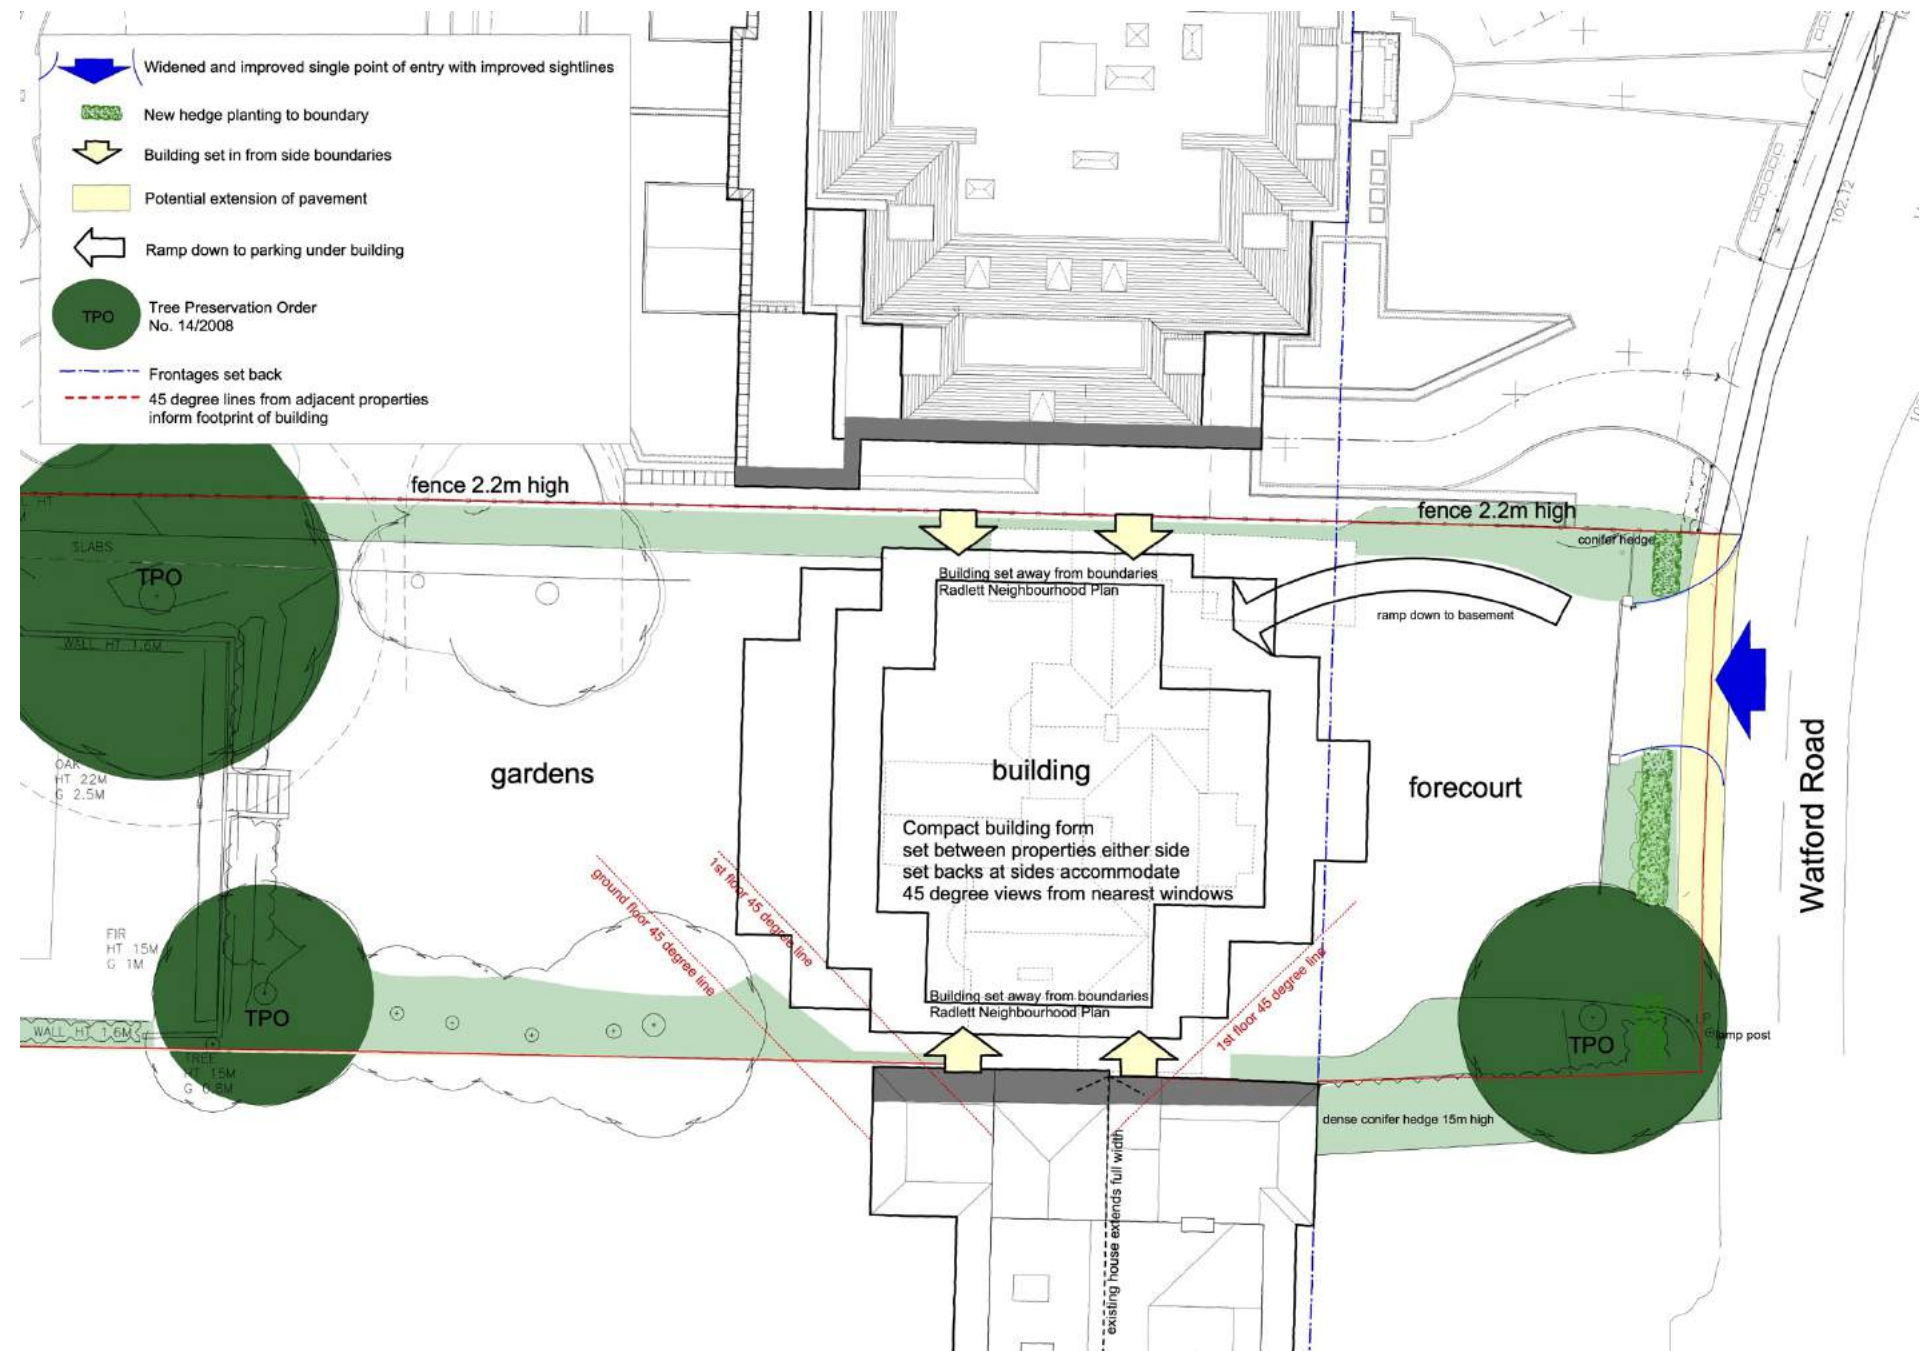 Widened and improved single point of entry with improved sightlines
New hedge planting to boundary
Building set in from side boundaries
Potential extension of pavement
Ramp down to parking under building
TPO
Tree Preservation Order
No. 14/2008
Frontages set back
45 degree lines from adjacent properties
inform footprint of building
102.12
fence 2.2m high
fence 2.2m high
conifer hedge
HT
SLABS
TPO
WALL HT 1.6M
Building set away from boundaries
Radlett Neighbourhood Plan
ramp down to basement
OAK
HT 22M
G 2.5M
gardens
building
forecourt
Watford Road
Compact building form
set between properties either side
set backs at sides accommodate
45 degree views from nearest windows
ground floor 45 degree line
1st floor 45 degree line
1st floor 45 degree line
FIR
HT 15M
G 1M
TPO
WALL HT 1.6M
TREE
HT 15M
G 0.8M
Building set away from boundaries
Radlett Neighbourhood Plan
TPO
LP
lamp post
dense conifer hedge 15m high
existing house extends full width